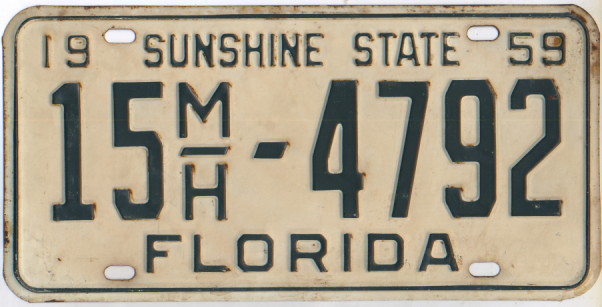 19 SUNSHINE STATE 59
15 M/H - 4792
FLORIDA